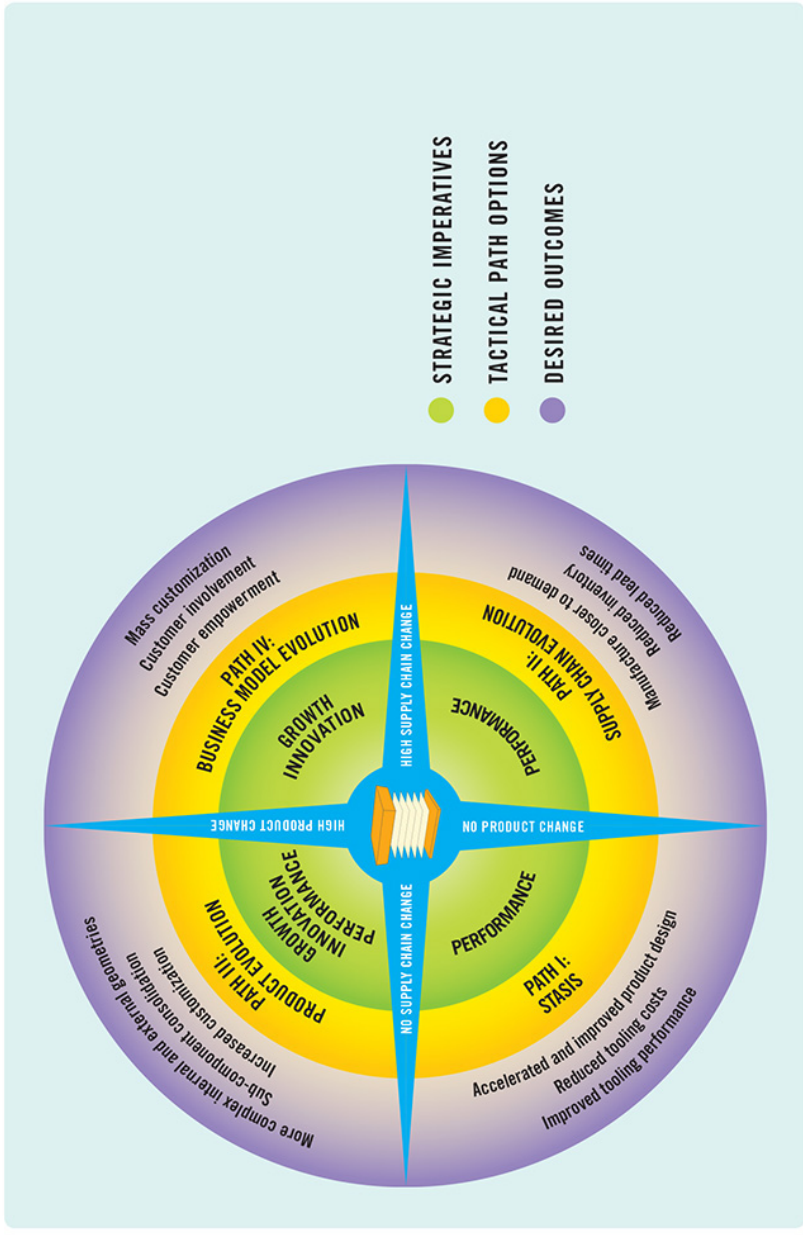 HIGH PRODUCT CHANGE
NO PRODUCT CHANGE
NO SUPPLY CHAIN CHANGE
HIGH SUPPLY CHAIN CHANGE
More complex internal and external geometries
Sub-component consolidation
Increased customization
PATH III:
PRODUCT EVOLUTION
GROWTH
INNOVATION
PERFORMANCE
Mass customization
Customer involvement
Customer empowerment
PATH IV:
BUSINESS MODEL EVOLUTION
GROWTH
INNOVATION
PERFORMANCE
PATH I:
STASIS
Accelerated and improved product design
Reduced tooling costs
Improved tooling performance
PERFORMANCE
PATH II:
SUPPLY CHAIN EVOLUTION
Manufacture closer to demand
Reduced inventory
Reduced lead times
STRATEGIC IMPERATIVES
TACTICAL PATH OPTIONS
DESIRED OUTCOMES